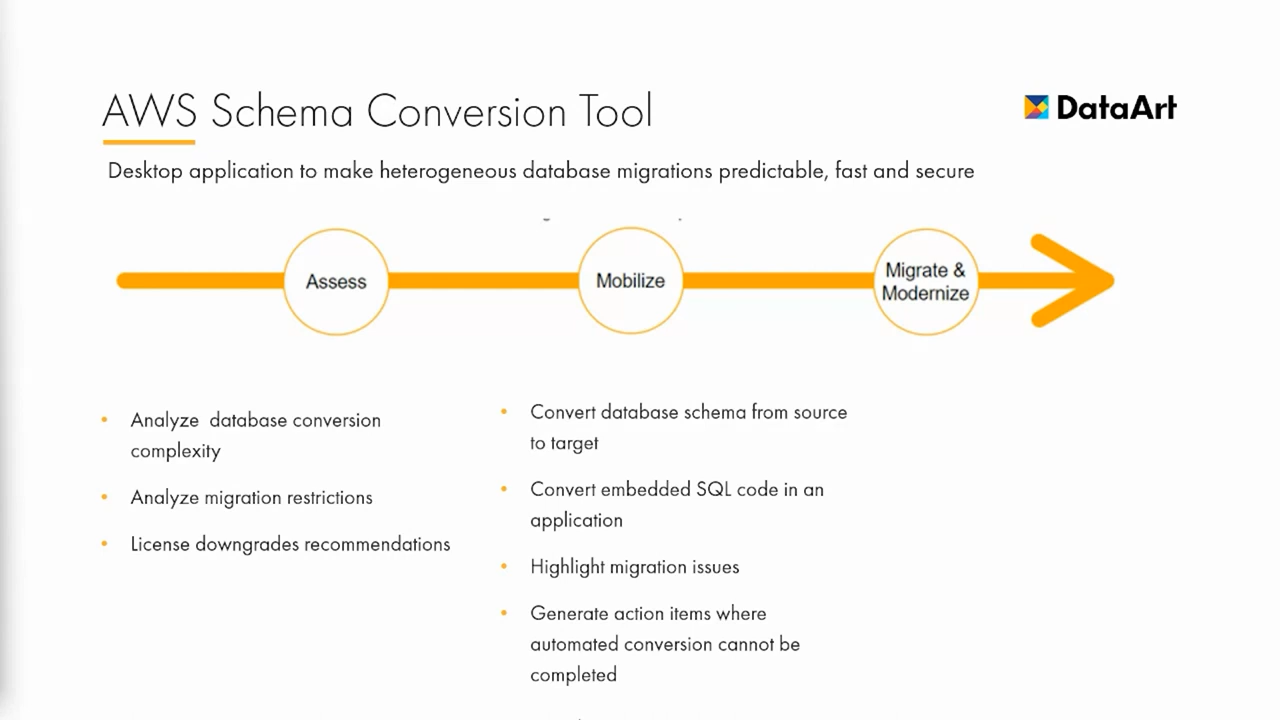 AWS Schema Conversion Tool
DataArt
Desktop application to make heterogeneous database migrations predictable, fast and secure
Assess
Mobilize
Migrate &
Modernize
• Analyze database conversion
complexity
• Analyze migration restrictions
• License downgrades recommendations
• Convert database schema from source
to target
• Convert embedded SQL code in an
application
• Highlight migration issues
• Generate action items where
automated conversion cannot be
completed